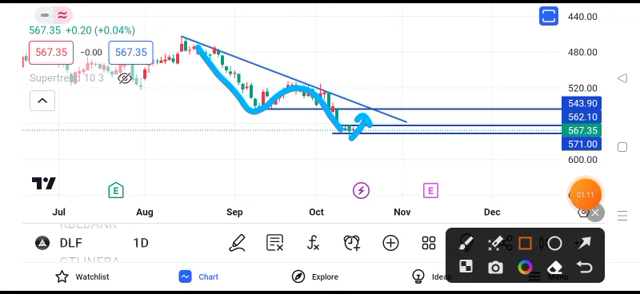 440.00
567.35 +0.20 (+0.04%)
567.35 −0.00 567.35
480.00
Supertrend 10 3
520.00
543.90
562.10
567.35
571.00
600.00
E E
01:11
Jul Aug Sep Oct Nov Dec
DLF 1D
Watchlist Chart Explore Ideas Menu